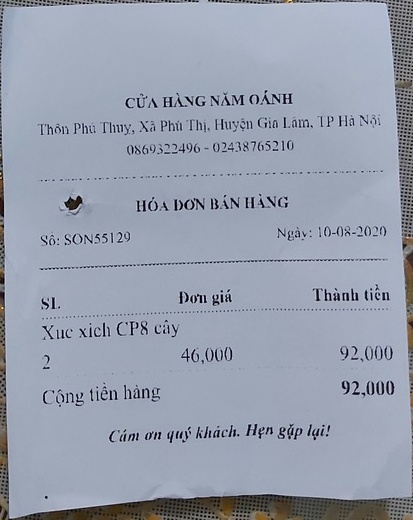 CỬA HÀNG NĂM OÁNH
Thôn Phú Thụy, Xã Phú Thị, Huyện Gia Lâm, TP Hà Nội
0869322496 - 02438765210
HÓA ĐƠN BÁN HÀNG
Số: SON55129 Ngày: 10-08-2020
SL Đơn giá Thành tiền
Xuc xich CP8 cây
2 46,000 92,000
Cộng tiền hàng 92,000
Cám ơn quý khách. Hẹn gặp lại!